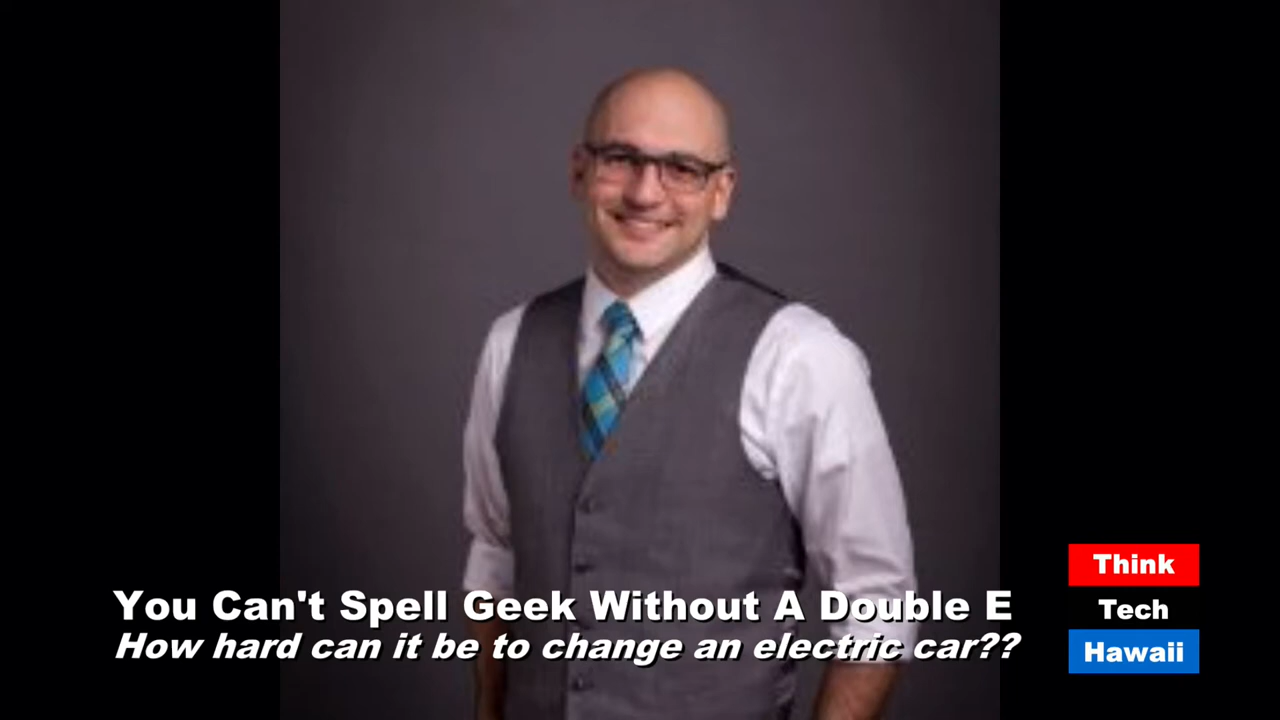 You Can't Spell Geek Without A Double E
How hard can it be to change an electric car??
Think
Tech
Hawaii